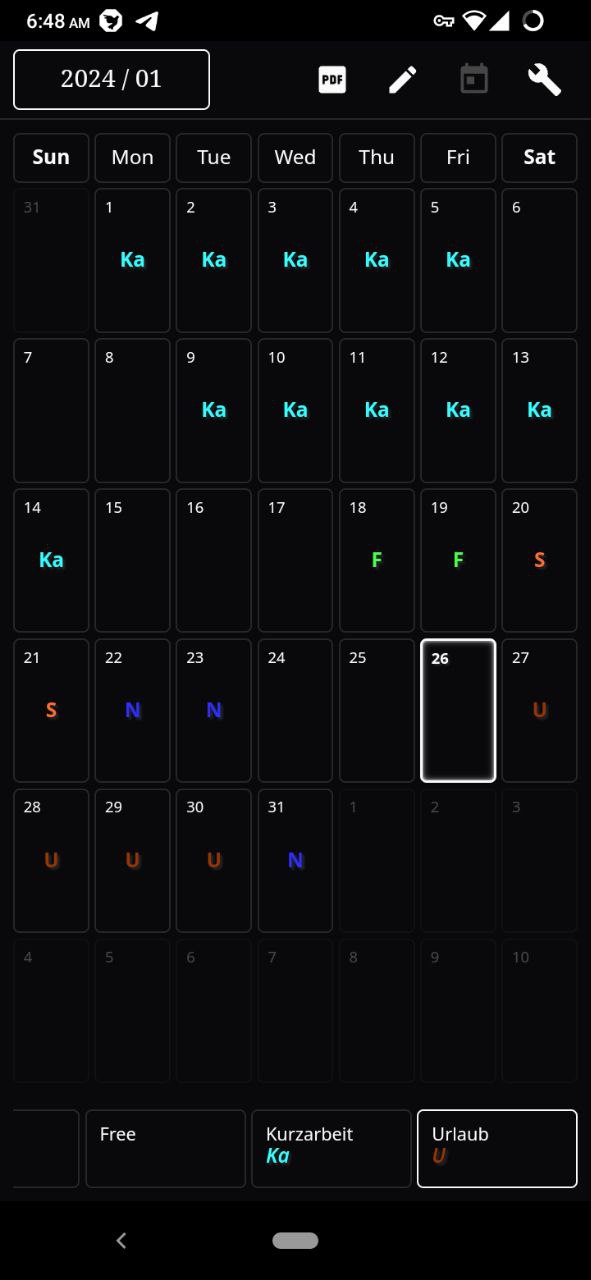 6:48 AM
2024 / 01
PDF
Sun Mon Tue Wed Thu Fri Sat
31 1 2 3 4 5 6
Ka Ka Ka Ka Ka
7 8 9 10 11 12 13
Ka Ka Ka Ka Ka
14 15 16 17 18 19 20
Ka F F S
21 22 23 24 25 26 27
S N N U
28 29 30 31 1 2 3
U U U N
4 5 6 7 8 9 10
Free Kurzarbeit Urlaub
Ka U